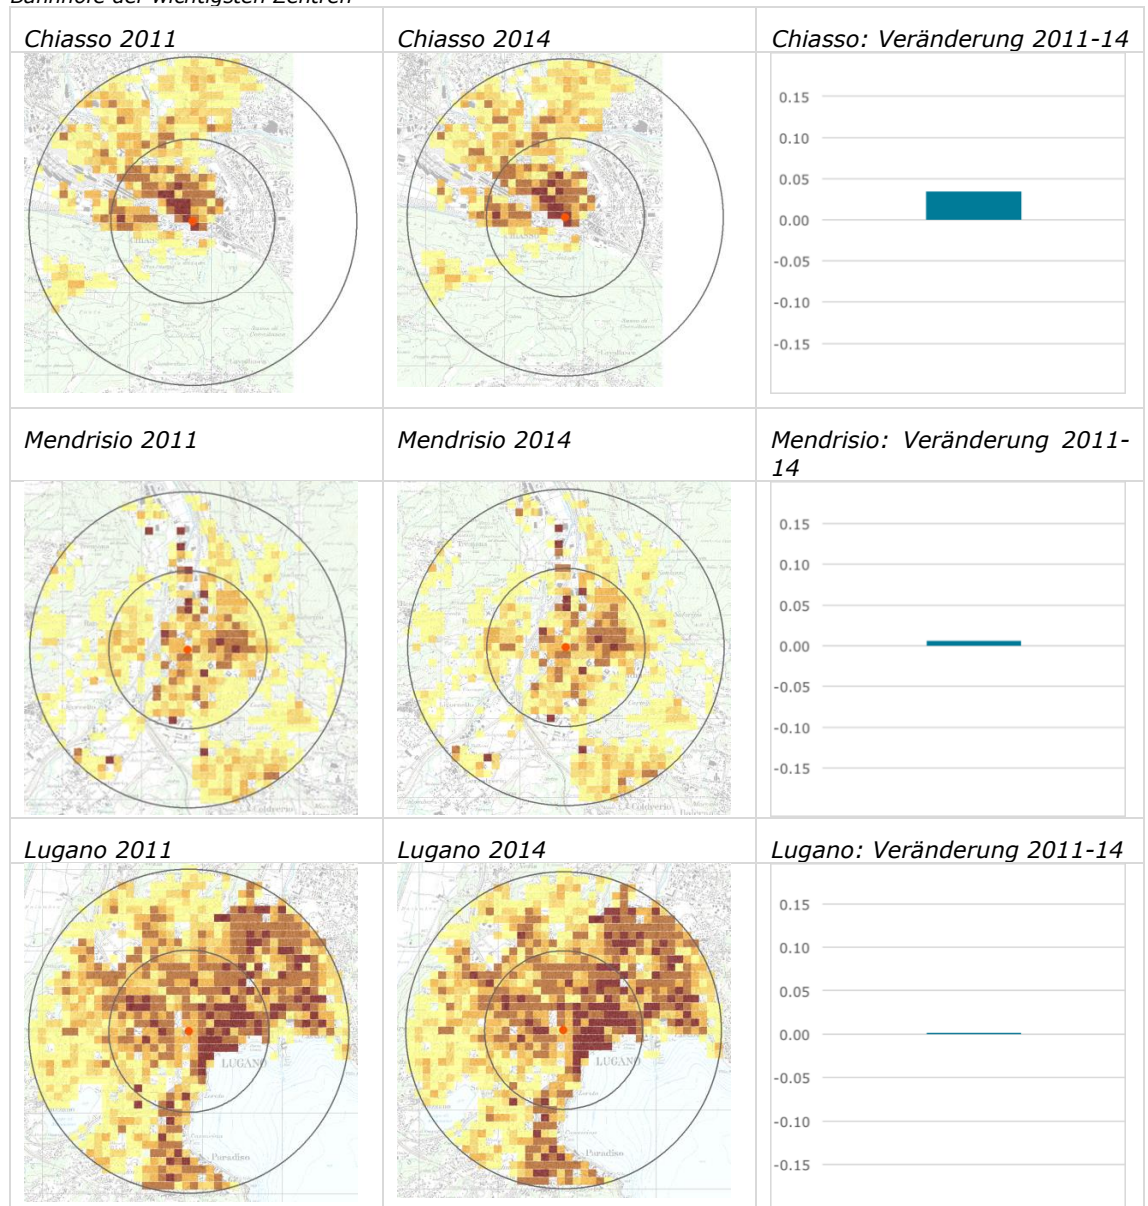 Bahnhöfe der wichtigsten Zentren
Chiasso 2011
Chiasso 2014
Chiasso: Veränderung 2011-14
0.15
0.10
0.05
0.00
-0.05
-0.10
-0.15
Mendrisio 2011
Mendrisio 2014
Mendrisio: Veränderung 2011-
14
0.15
0.10
0.05
0.00
-0.05
-0.10
-0.15
Coldrerio
Coldrerio
Lugano 2011
Lugano 2014
Lugano: Veränderung 2011-14
LUGANO
Paradiso
LUGANO
Paradiso
0.15
0.10
0.05
0.00
-0.05
-0.10
-0.15